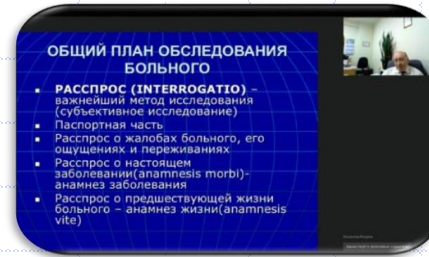 ОБЩИЙ ПЛАН ОБСЛЕДОВАНИЯ
БОЛЬНОГО
РАССПРОС (INTERROGATIO) –
важнейший метод исследования
(субъективное исследование)
Паспортная часть
Расспрос о жалобах больного, его
ощущениях и переживаниях
Расспрос о настоящем
заболевании(anamnesis morbi)-
анамнез заболевания
Расспрос о предшествующей жизни
больного – анамнез жизни(anamnesis
vite)